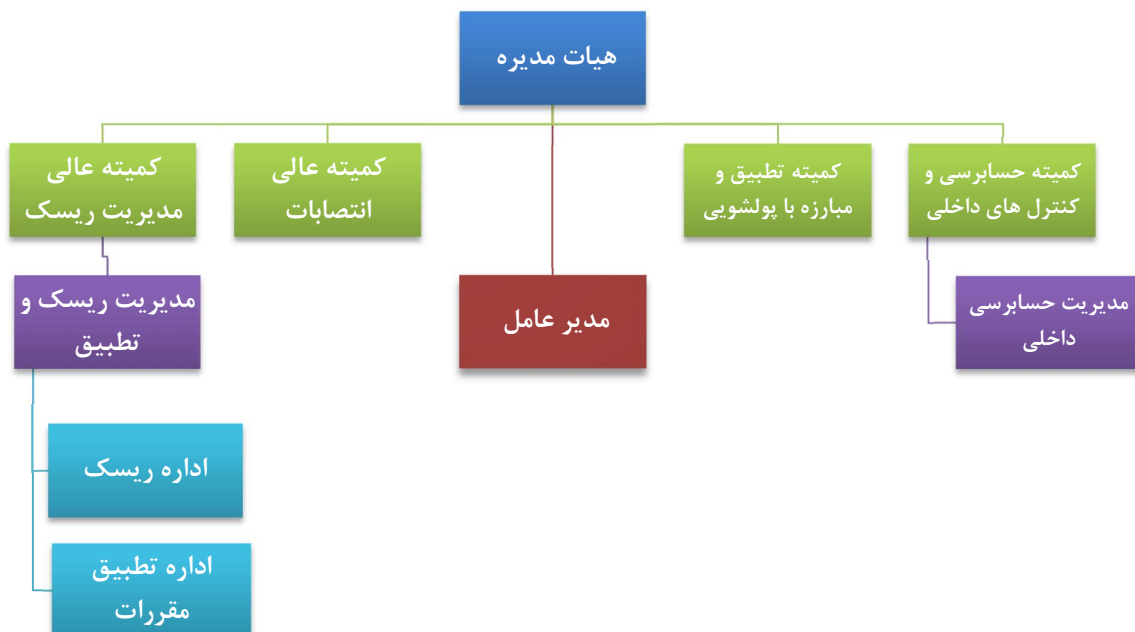 هیات مدیره
کمیته حسابرسی و
کنترل های داخلی
کمیته تطبیق و
مبارزه با پولشویی
کمیته عالی
انتصابات
کمیته عالی
مدیریت ریسک
مدیریت حسابرسی
داخلی
مدیر عامل
مدیریت ریسک و
تطبیق
اداره ریسک
اداره تطبیق
مقررات